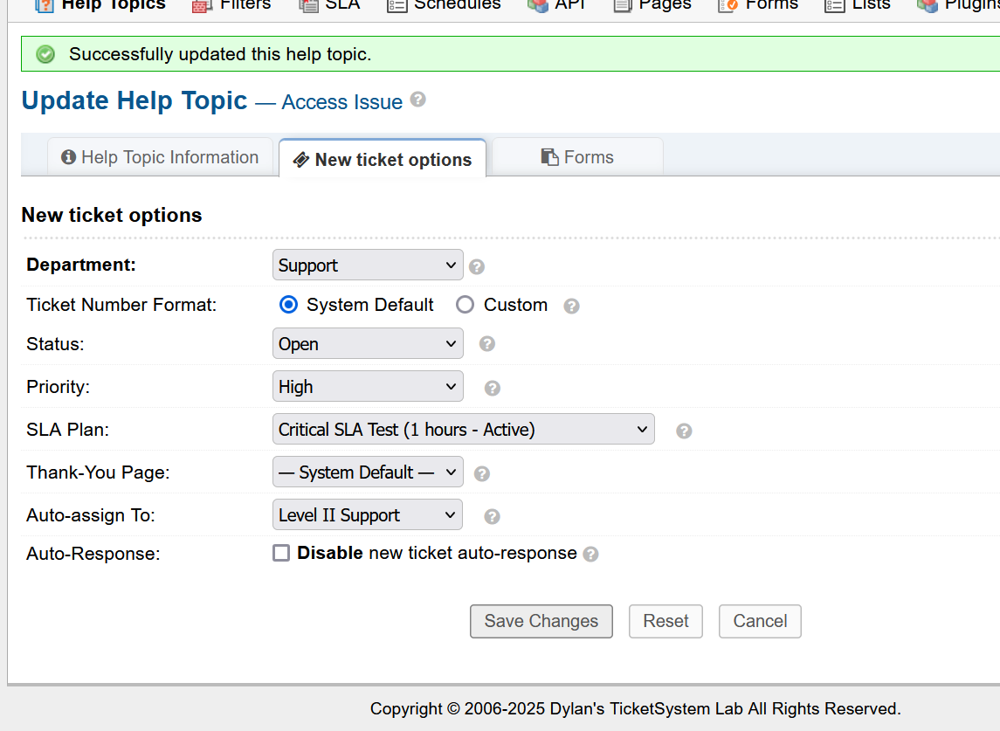 Help Topics Filters SLA Schedules API Pages Forms Lists Plugins
Successfully updated this help topic.
Update Help Topic — Access Issue
Help Topic Information New ticket options Forms
New ticket options
Department: Support
Ticket Number Format: System Default Custom
Status: Open
Priority: High
SLA Plan: Critical SLA Test (1 hours - Active)
Thank-You Page: — System Default —
Auto-assign To: Level II Support
Auto-Response: Disable new ticket auto-response
Save Changes Reset Cancel
Copyright © 2006-2025 Dylan's TicketSystem Lab All Rights Reserved.